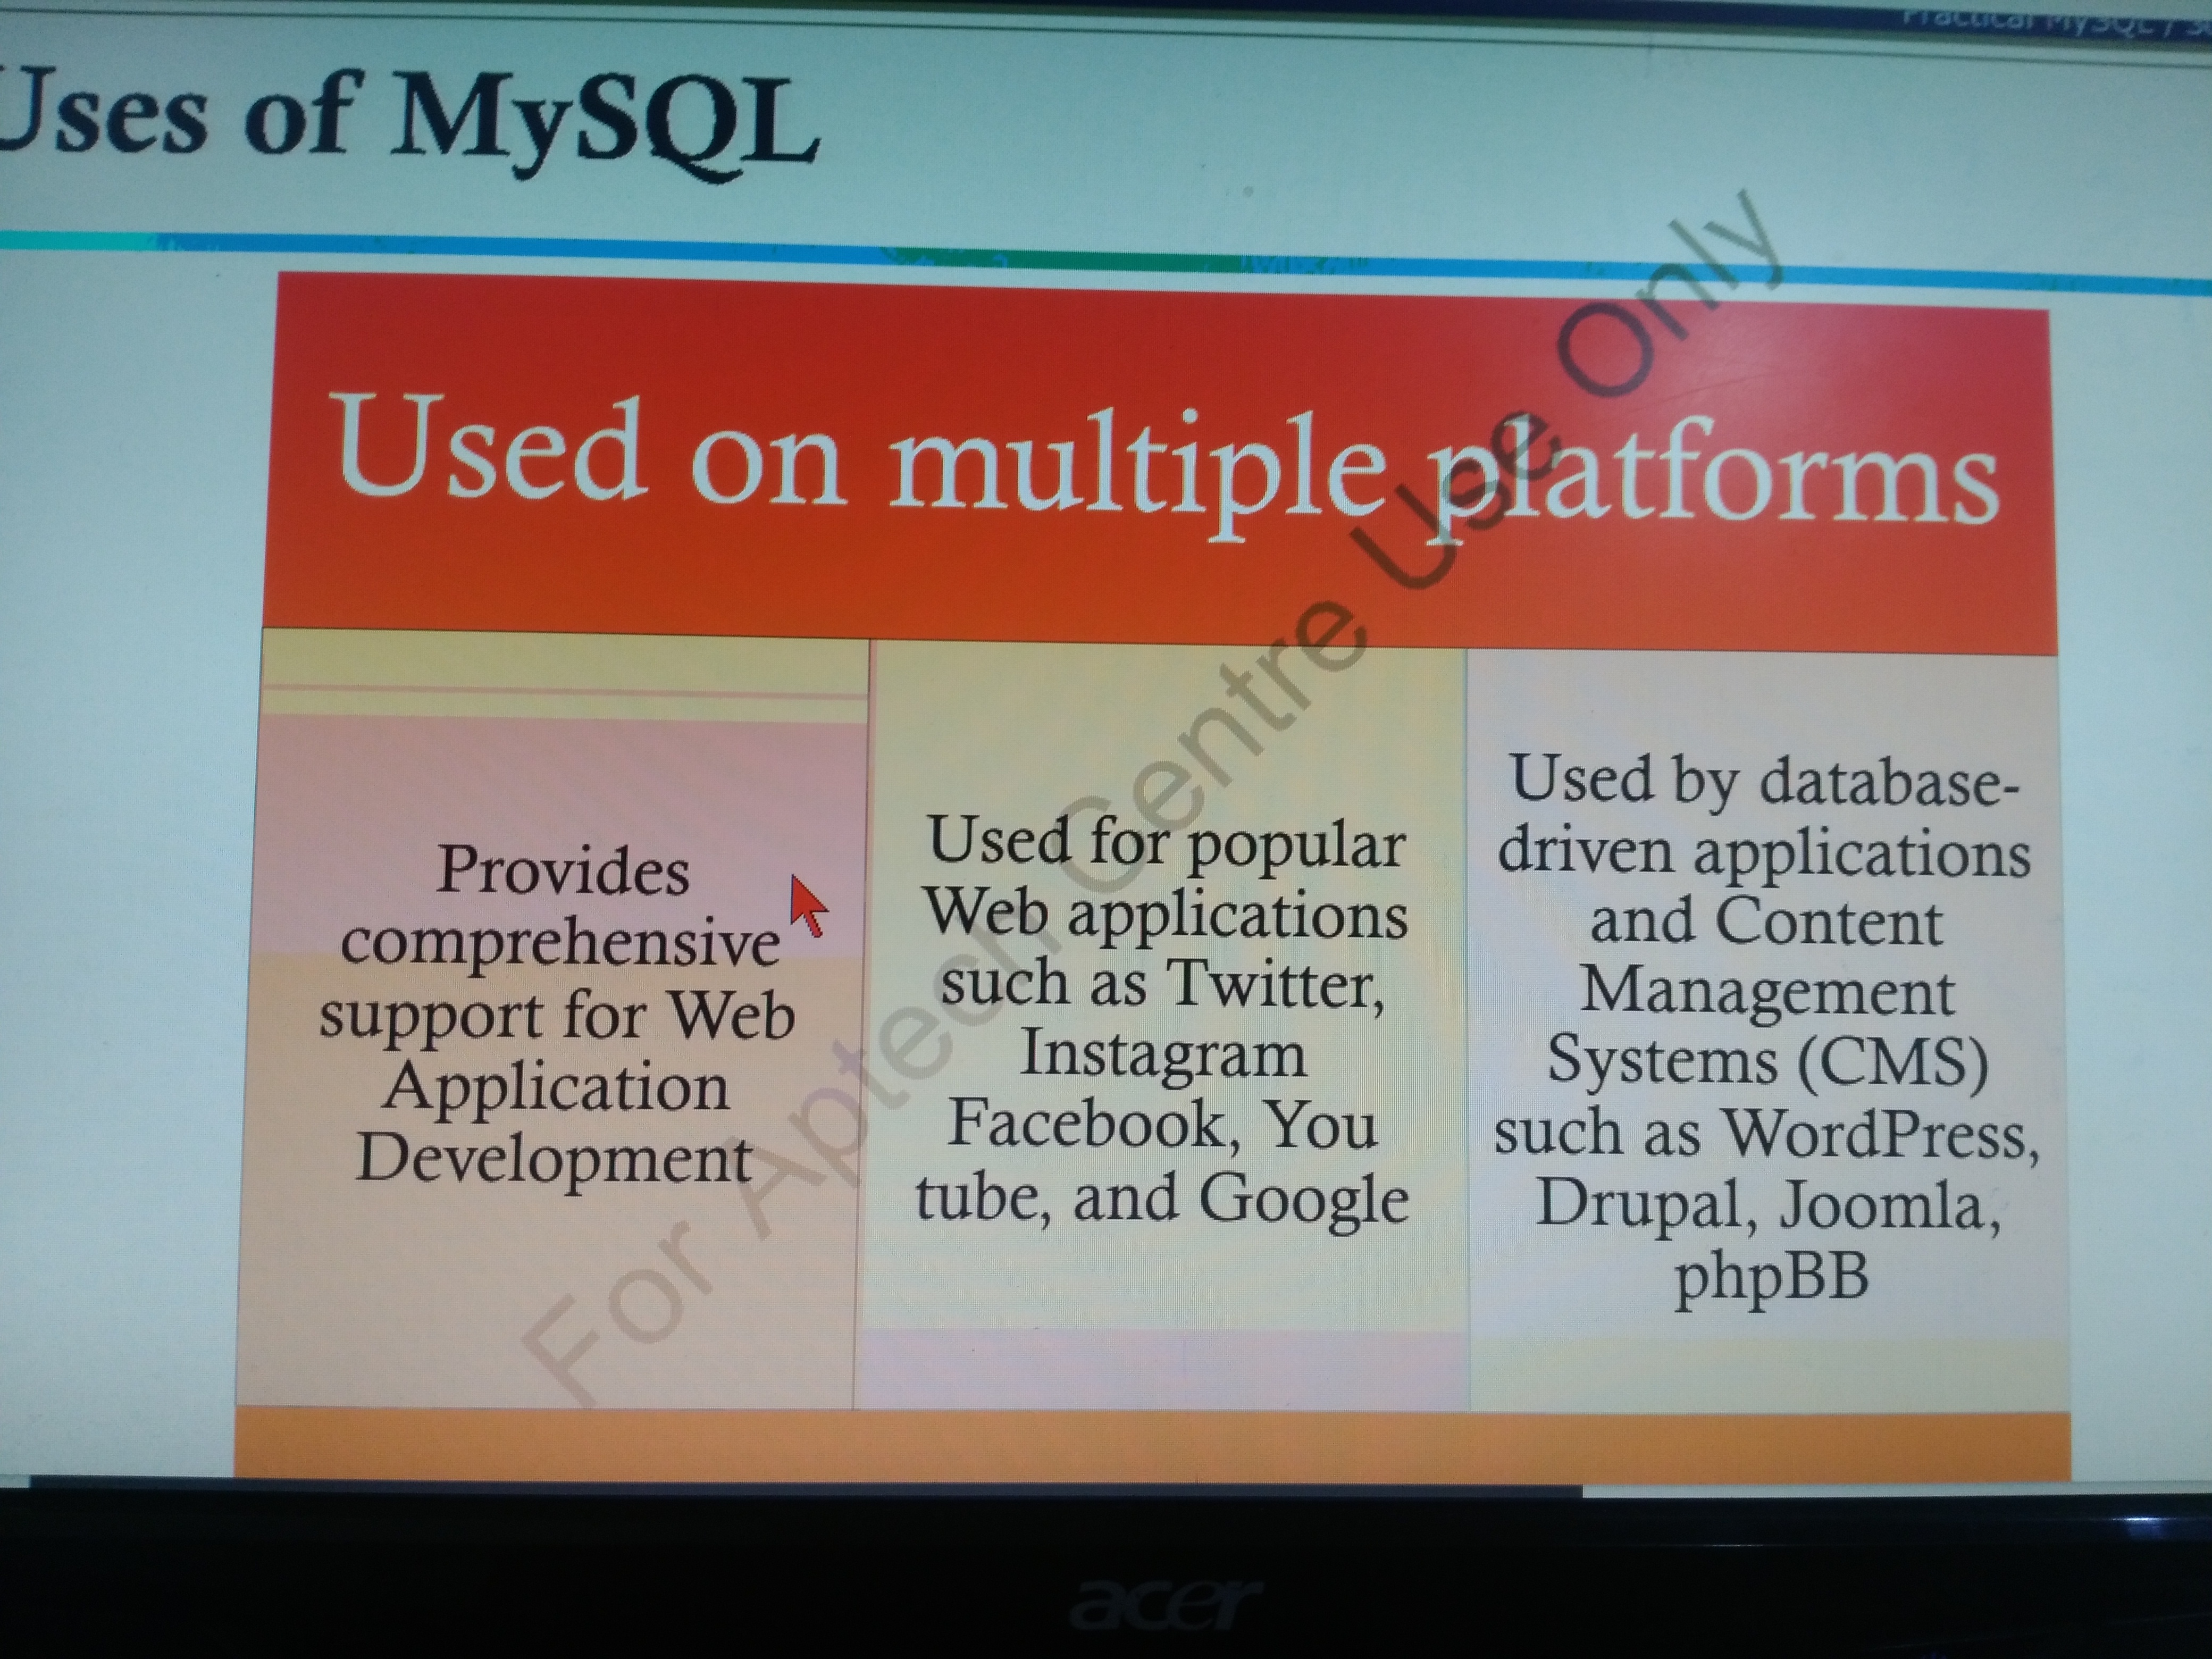 Practical MySQL /
Uses of MySQL
Used on multiple platforms
Provides
comprehensive
support for Web
Application
Development
Used for popular
Web applications
such as Twitter,
Instagram
Facebook, You
tube, and Google
Used by database-
driven applications
and Content
Management
Systems (CMS)
such as WordPress,
Drupal, Joomla,
phpBB
For Aptech Centre Use Only
acer